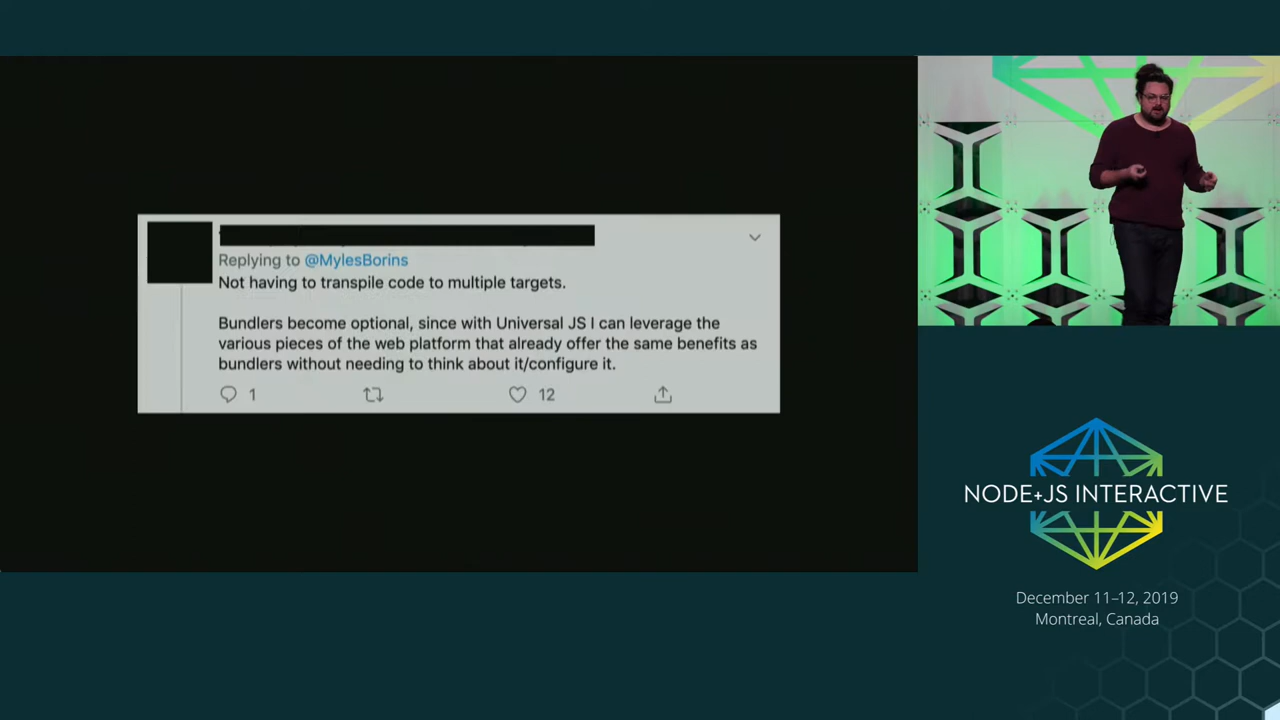 Replying to @MylesBorins
Not having to transpile code to multiple targets.
Bundlers become optional, since with Universal JS I can leverage the
various pieces of the web platform that already offer the same benefits as
bundlers without needing to think about it/configure it.
1 12
NODE+JS INTERACTIVE
December 11–12, 2019
Montreal, Canada